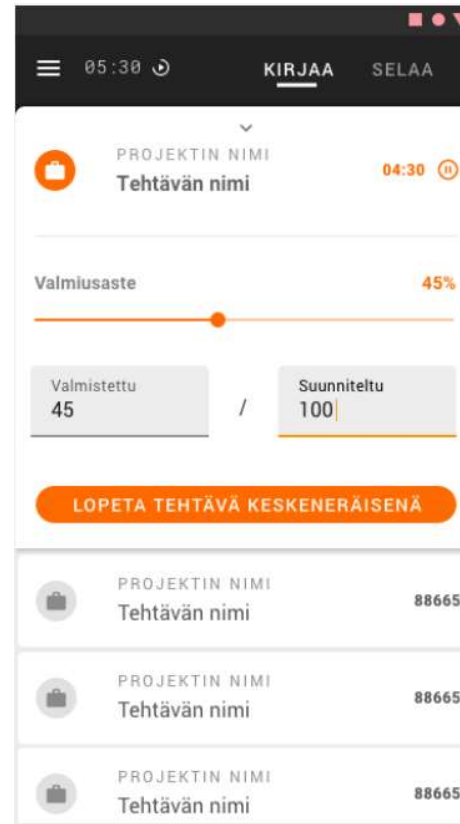 05:30 KIRJAA SELAA
PROJEKTIN NIMI
Tehtävän nimi
04:30
Valmiusaste 45%
Valmistettu
45
/
Suunniteltu
100
LOPETA TEHTÄVÄ KESKENERÄISENÄ
PROJEKTIN NIMI
Tehtävän nimi
88665
PROJEKTIN NIMI
Tehtävän nimi
88665
PROJEKTIN NIMI
Tehtävän nimi
88665